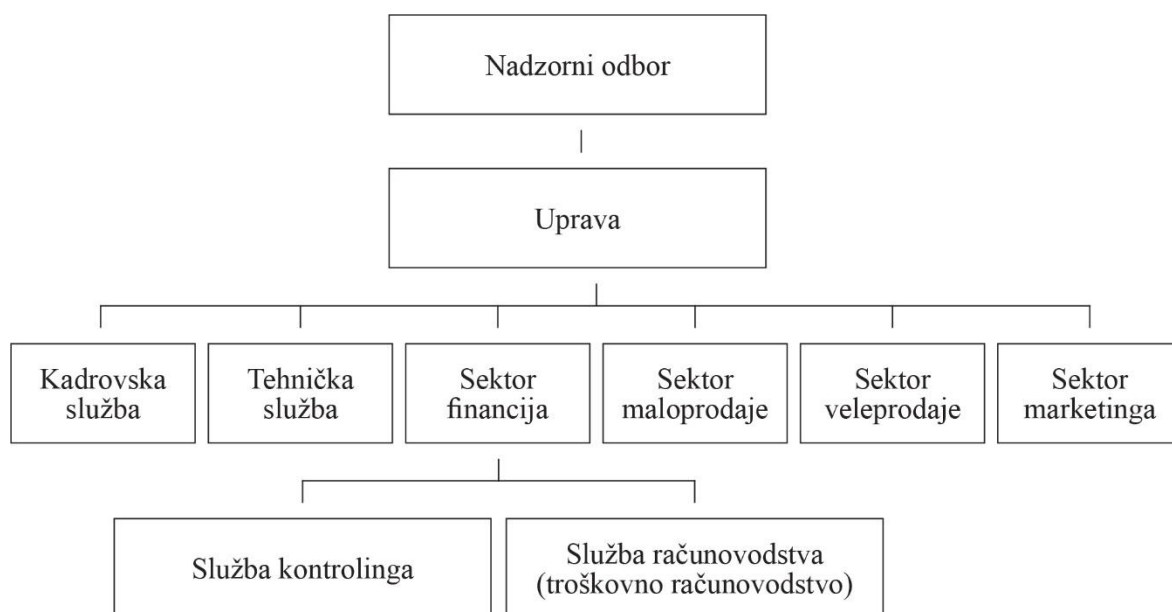 Nadzorni odbor
Uprava
Kadrovska
služba
Tehnička
služba
Sektor
financija
Sektor
maloprodaje
Sektor
veleprodaje
Sektor
marketinga
Služba kontrolinga
Služba računovodstva
(troškovno računovodstvo)